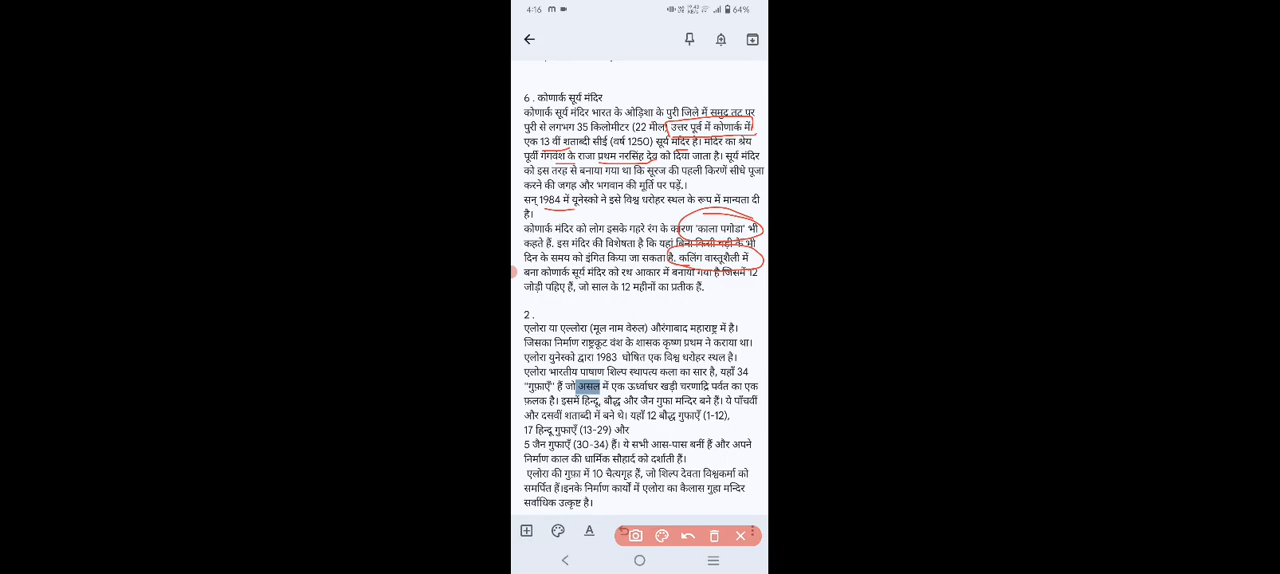 4:16
64%
6 . कोणार्क सूर्य मंदिर
कोणार्क सूर्य मंदिर भारत के ओड़िशा के पुरी जिले में समुद्र तट पर
पुरी से लगभग 35 किलोमीटर (22 मील) उत्तर पूर्व में कोणार्क में
एक 13 वीं शताब्दी सीई (वर्ष 1250) सूर्य मंदिर है। मंदिर का श्रेय
पूर्वी गंगवंश के राजा प्रथम नरसिंह देव को दिया जाता है। सूर्य मंदिर
को इस तरह से बनाया गया था कि सूरज की पहली किरणें सीधे पूजा
करने की जगह और भगवान की मूर्ति पर पड़ें.।
सन् 1984 में यूनेस्को ने इसे विश्व धरोहर स्थल के रूप में मान्यता दी
है।
कोणार्क मंदिर को लोग इसके गहरे रंग के कारण 'काला पगोडा' भी
कहते हैं. इस मंदिर की विशेषता है कि यहां बिना किसी घड़ी के भी
दिन के समय को इंगित किया जा सकता है. कलिंग वास्तूशैली में
बना कोणार्क सूर्य मंदिर को रथ आकार में बनाया गया है जिसमें 12
जोड़ी पहिए हैं, जो साल के 12 महीनों का प्रतीक हैं.
2 .
एलोरा या एल्लोरा (मूल नाम वेरुल) औरंगाबाद महाराष्ट्र में है।
जिसका निर्माण राष्ट्रकूट वंश के शासक कृष्ण प्रथम ने कराया था।
एलोरा युनेस्को द्वारा 1983 घोषित एक विश्व धरोहर स्थल है।
एलोरा भारतीय पाषाण शिल्प स्थापत्य कला का सार है, यहाँ 34
"गुफ़ाएँ" हैं जो असल में एक ऊर्ध्वाधर खड़ी चरणाद्रि पर्वत का एक
फ़लक है। इसमें हिन्दू, बौद्ध और जैन गुफा मन्दिर बने हैं। ये पाँचवीं
और दसवीं शताब्दी में बने थे। यहाँ 12 बौद्ध गुफाएँ (1-12),
17 हिन्दू गुफाएँ (13-29) और
5 जैन गुफाएँ (30-34) हैं। ये सभी आस-पास बनीं हैं और अपने
निर्माण काल की धार्मिक सौहार्द को दर्शाती हैं।
एलोरा की गुफ़ा में 10 चैत्यगृह हैं, जो शिल्प देवता विश्वकर्मा को
समर्पित हैं।इनके निर्माण कार्यों में एलोरा का कैलास गुहा मन्दिर
सर्वाधिक उत्कृष्ट है।
A